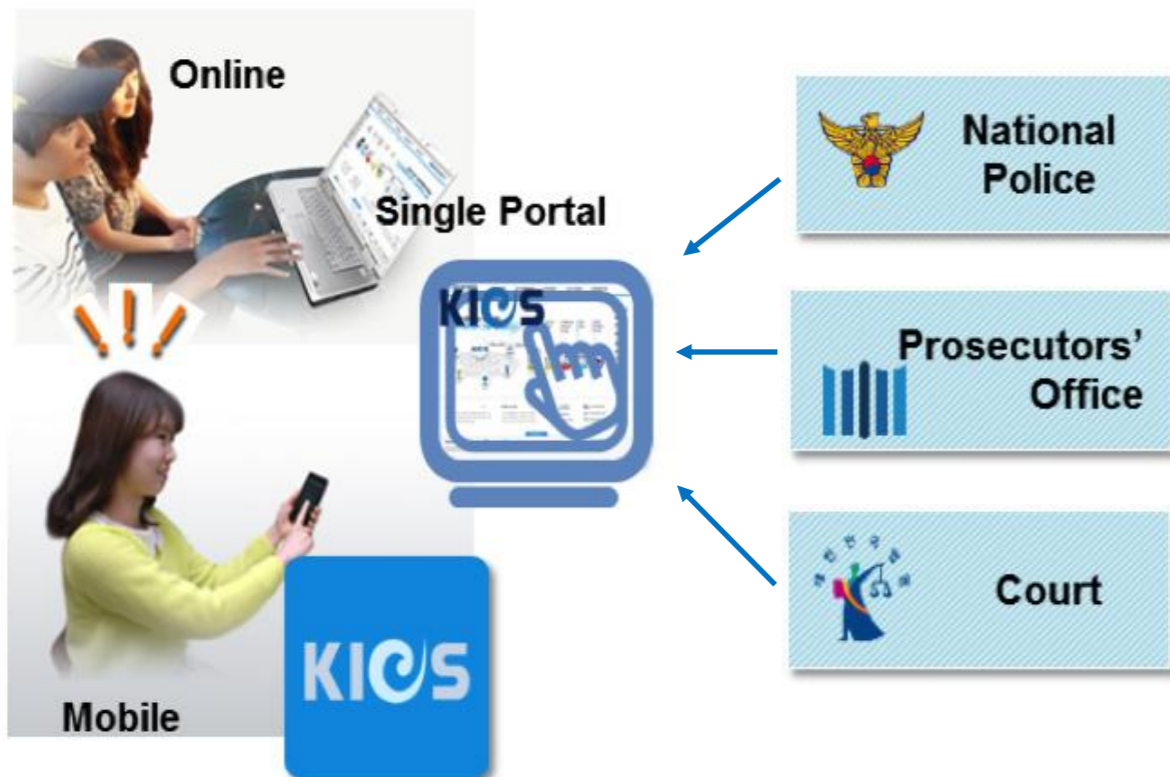 Online
Single Portal
KICS
National
Police
Prosecutors’
Office
Court
KICS
Mobile